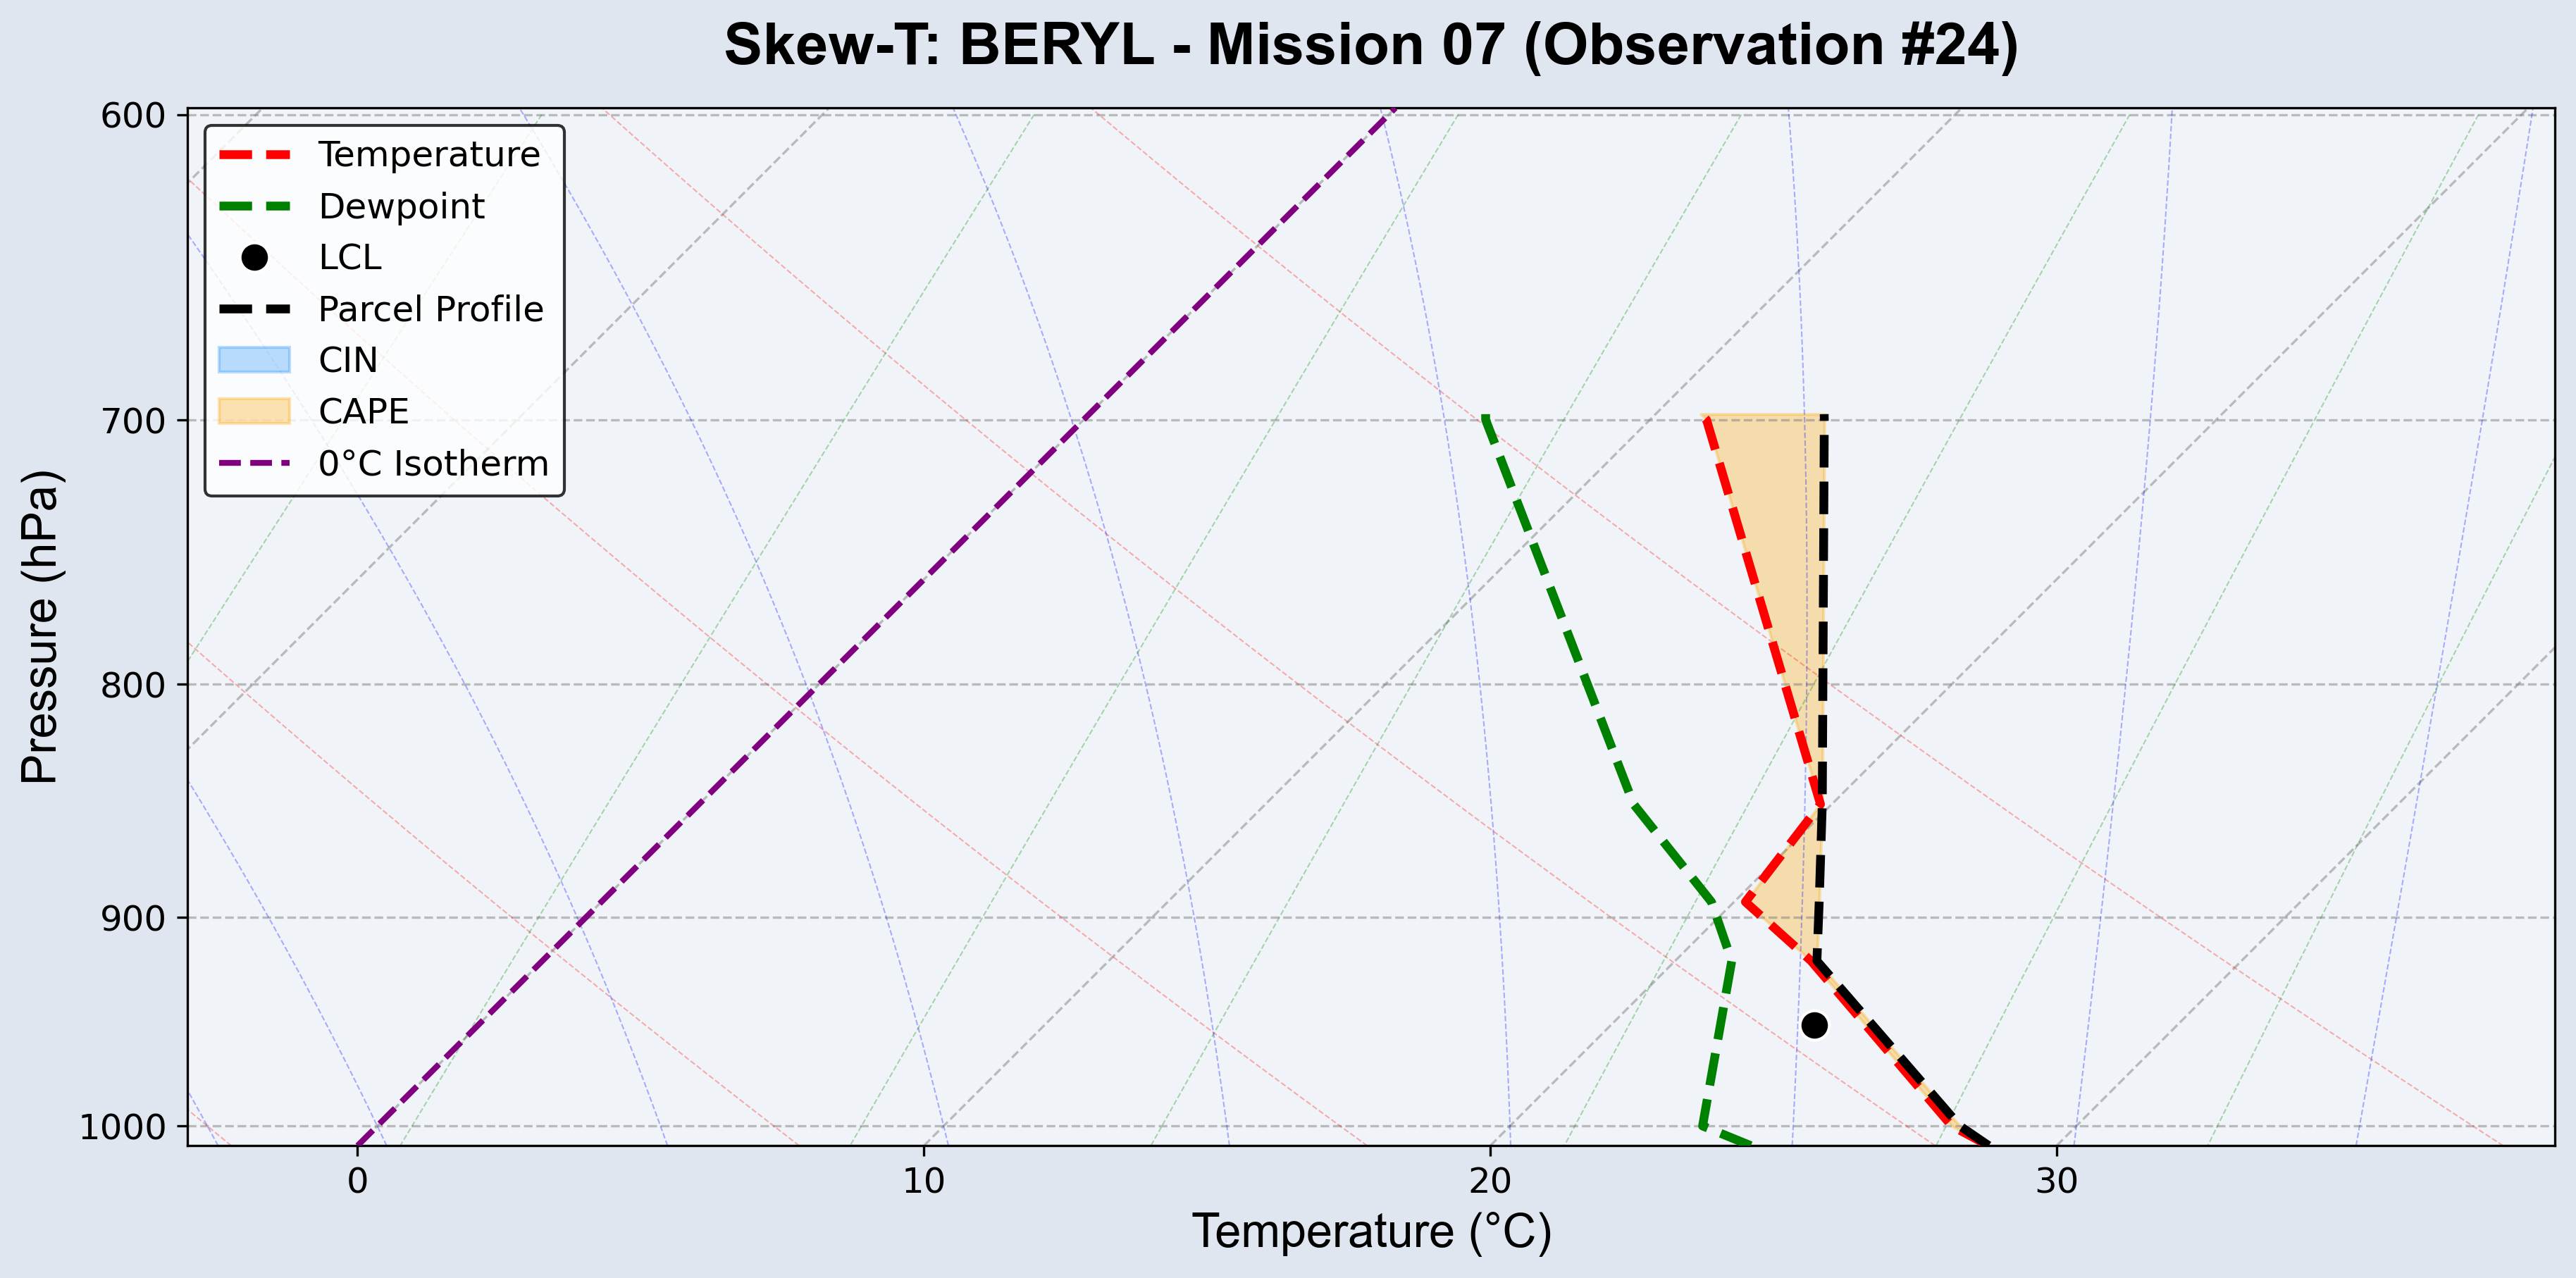 Skew-T: BERYL - Mission 07 (Observation #24)
600
700
800
900
1000
Pressure (hPa)
Temperature
Dewpoint
LCL
Parcel Profile
CIN
CAPE
0°C Isotherm
0
10
20
30
Temperature (°C)